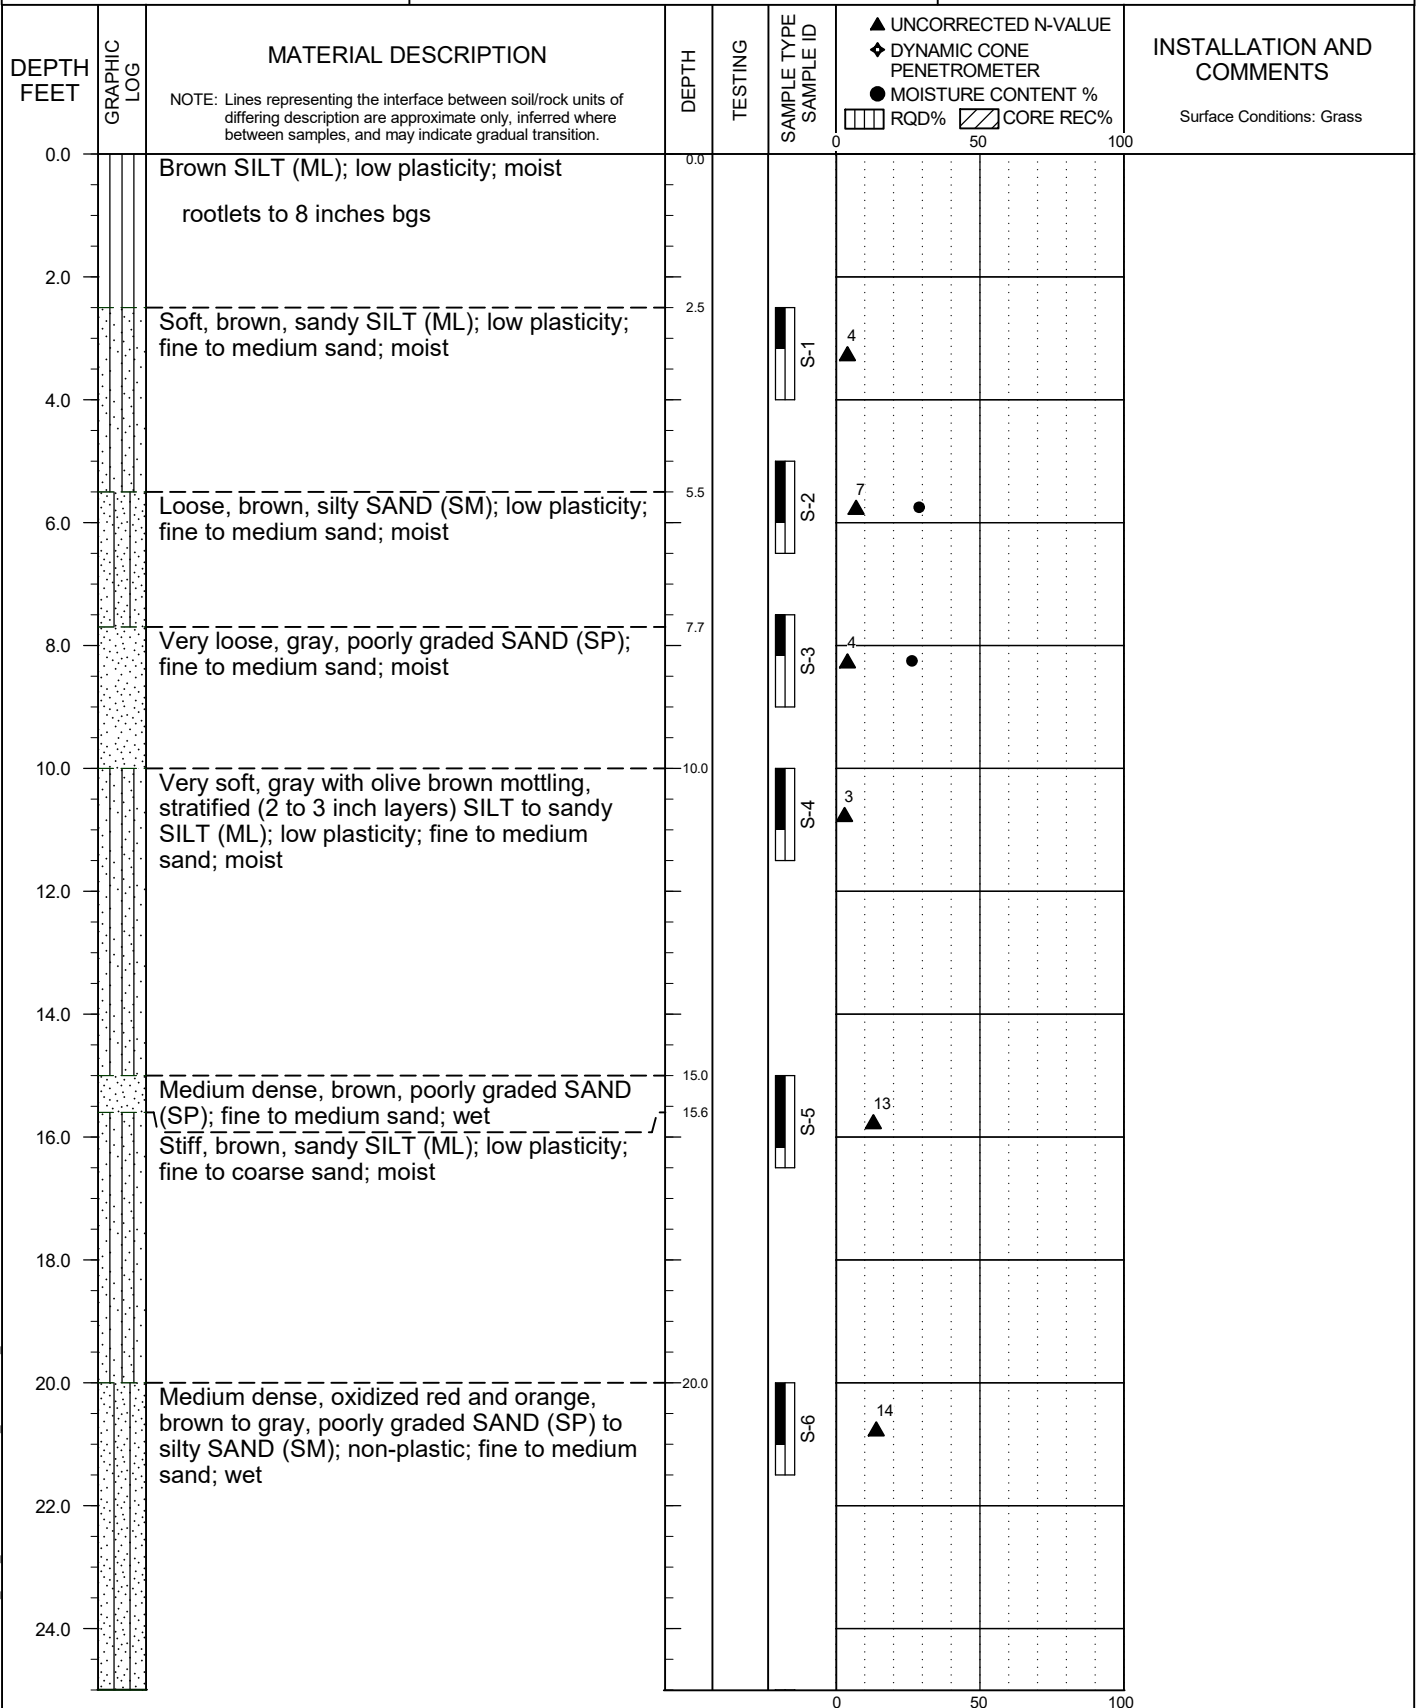 DEPTH
FEET
GRAPHIC
LOG
MATERIAL DESCRIPTION
NOTE: Lines representing the interface between soil/rock units of
differing description are approximate only, inferred where
between samples, and may indicate gradual transition.
DEPTH
TESTING
SAMPLE TYPE
SAMPLE ID
UNCORRECTED N-VALUE
DYNAMIC CONE
PENETROMETER
MOISTURE CONTENT %
RQD% CORE REC%
0 50 100
INSTALLATION AND
COMMENTS
Surface Conditions: Grass
0.0
Brown SILT (ML); low plasticity; moist
0.0
rootlets to 8 inches bgs
2.0
2.5
Soft, brown, sandy SILT (ML); low plasticity;
fine to medium sand; moist
S-1
4
4.0
5.5
Loose, brown, silty SAND (SM); low plasticity;
fine to medium sand; moist
S-2
7
6.0
7.7
Very loose, gray, poorly graded SAND (SP);
fine to medium sand; moist
S-3
4
8.0
10.0
10.0
Very soft, gray with olive brown mottling,
stratified (2 to 3 inch layers) SILT to sandy
SILT (ML); low plasticity; fine to medium
sand; moist
S-4
3
12.0
14.0
15.0
Medium dense, brown, poorly graded SAND
(SP); fine to medium sand; wet
15.6
S-5
13
16.0
Stiff, brown, sandy SILT (ML); low plasticity;
fine to coarse sand; moist
18.0
20.0
20.0
Medium dense, oxidized red and orange,
brown to gray, poorly graded SAND (SP) to
silty SAND (SM); non-plastic; fine to medium
sand; wet
S-6
14
22.0
24.0
0 50 100